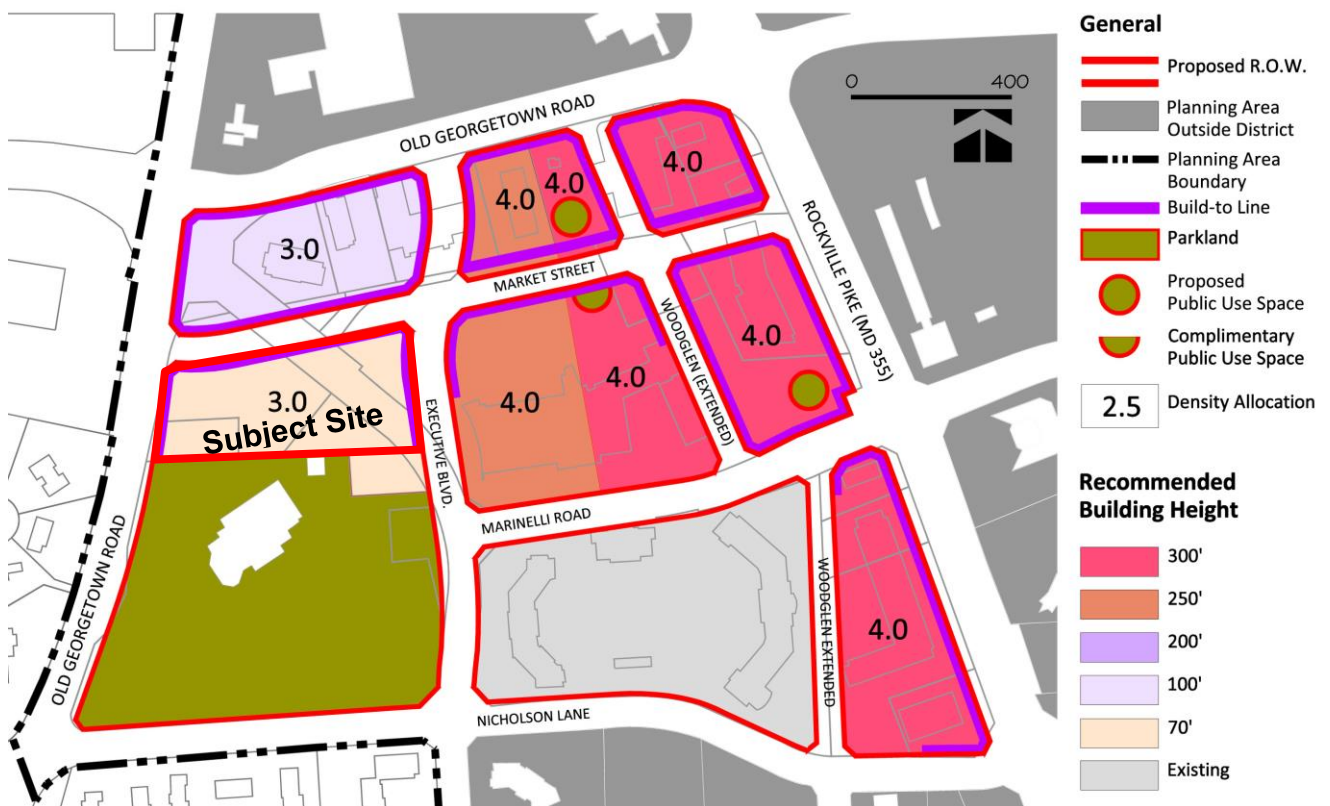 OLD GEORGETOWN ROAD
0 400
4.0
4.0
4.0
3.0
ROCKVILLE PIKE (MD 355)
MARKET STREET
WOODGLEN (EXTENDED)
4.0
3.0
Subject Site
4.0
4.0
EXECUTIVE BLVD.
MARINELLI ROAD
OLD GEORGETOWN ROAD
WOODGLEN EXTENDED
4.0
NICHOLSON LANE
General
Proposed R.O.W.
Planning Area
Outside District
Planning Area
Boundary
Build-to Line
Parkland
Proposed
Public Use Space
Complimentary
Public Use Space
2.5 Density Allocation
Recommended
Building Height
300'
250'
200'
100'
70'
Existing